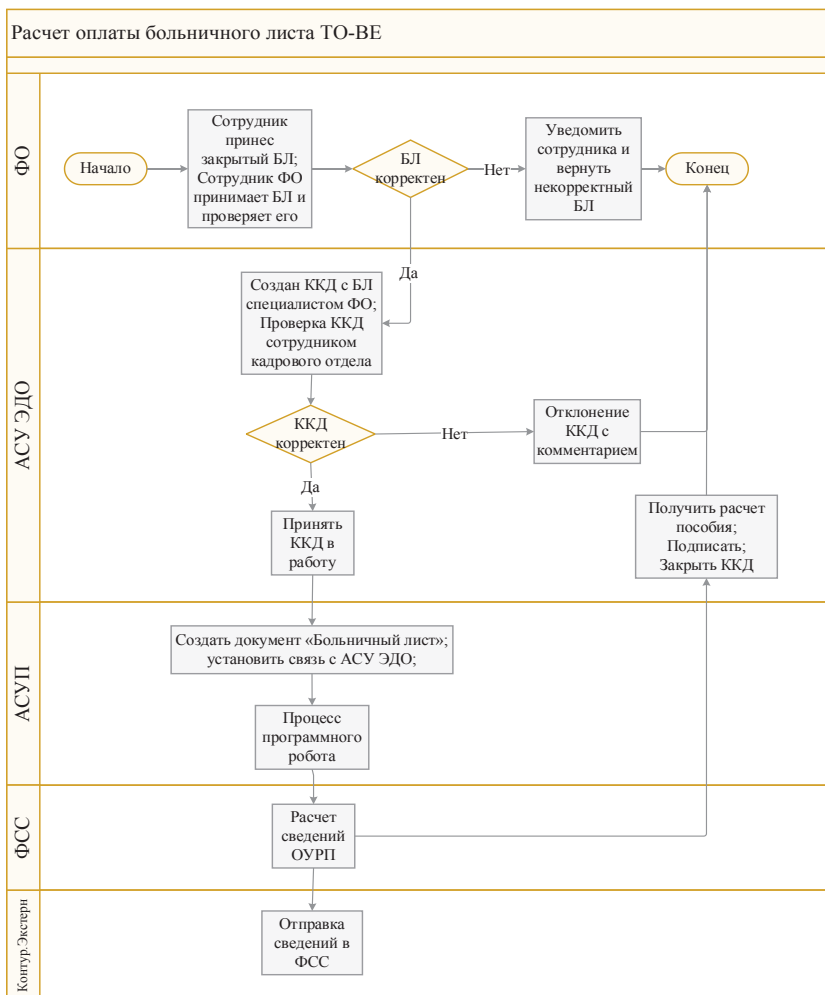 Расчет оплаты больничного листа ТО-ВЕ
ФО
Начало
Сотрудник
принес
закрытый БЛ;
Сотрудник ФО
принимает БЛ и
проверяет его
БЛ
корректен
Нет
Уведомить
сотрудника и
вернуть
некорректный
БЛ
Конец
Да
АСУ ЭДО
Создан ККД с БЛ
специалистом ФО;
Проверка ККД
сотрудником
кадрового отдела
ККД
корректен
Нет
Отклонение
ККД с
комментарием
Да
Принять
ККД в
работу
Получить расчет
пособия;
Подписать;
Закрыть ККД
АСУП
Создать документ «Больничный лист»;
установить связь с АСУ ЭДО;
Процесс
программного
робота
ФСС
Расчет
сведений
ОУРП
Контур.Экстерн
Отправка
сведений в
ФСС